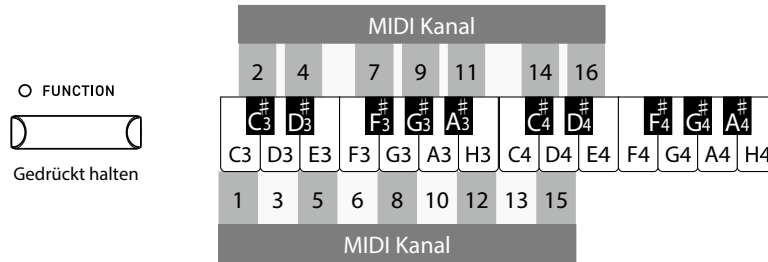 MIDI Kanal
2 4 7 9 11 14 16
FUNCTION
C#3 D#3 F#3 G#3 A#3 C#4 D#4 F#4 G#4 A#4
C3 D3 E3 F3 G3 A3 H3 C4 D4 E4 F4 G4 A4 H4
Gedrückt halten
1 3 5 6 8 10 12 13 15
MIDI Kanal